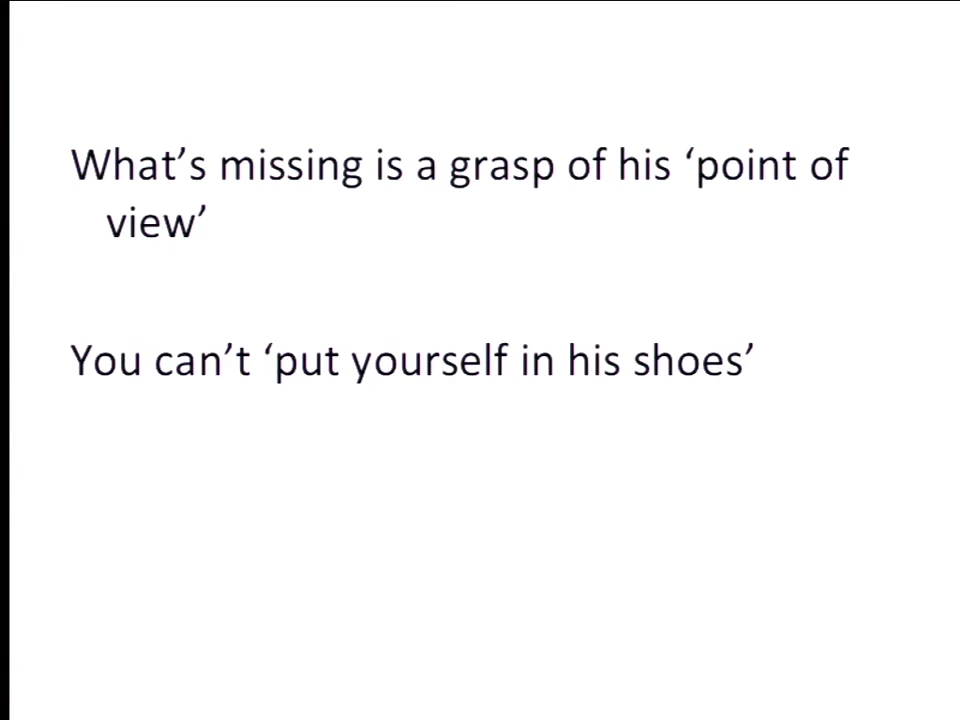 What’s missing is a grasp of his ‘point of
view’
You can’t ‘put yourself in his shoes’